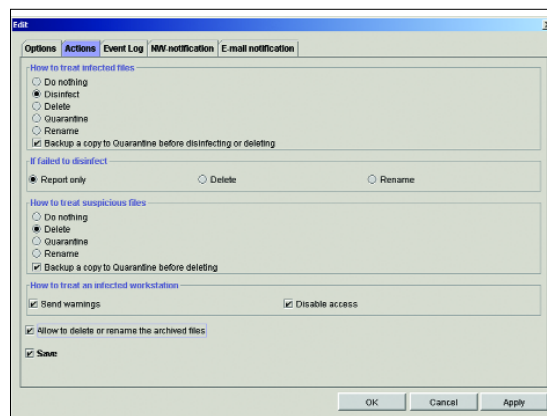 Edit
Options Actions Event Log NW-notification E-mail notification
How to treat infected files
Do nothing
Disinfect
Delete
Quarantine
Rename
Backup a copy to Quarantine before disinfecting or deleting
If failed to disinfect
Report only Delete Rename
How to treat suspicious files
Do nothing
Delete
Quarantine
Rename
Backup a copy to Quarantine before deleting
How to treat an infected workstation
Send warnings Disable access
Allow to delete or rename the archived files
Save
OK Cancel Apply